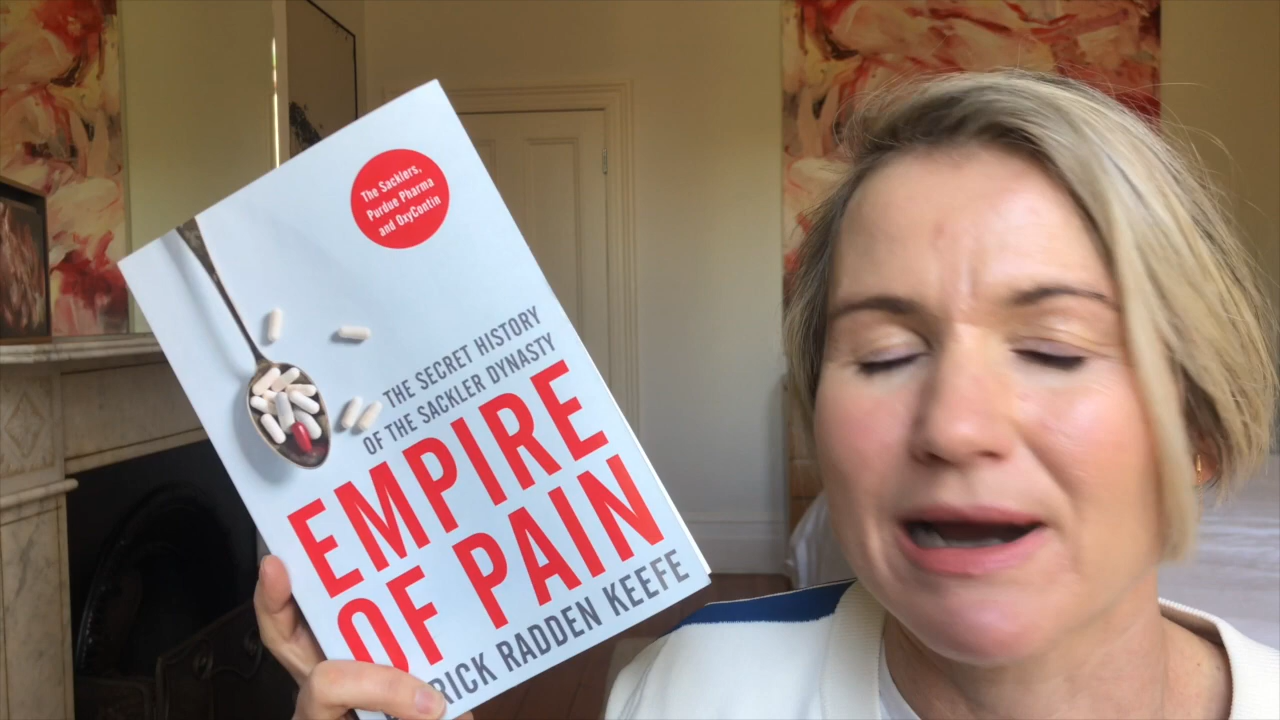 The Sacklers,
Purdue Pharma
and OxyContin
THE SECRET HISTORY
OF THE SACKLER DYNASTY
EMPIRE
OF PAIN
RICK RADDEN KEEFE